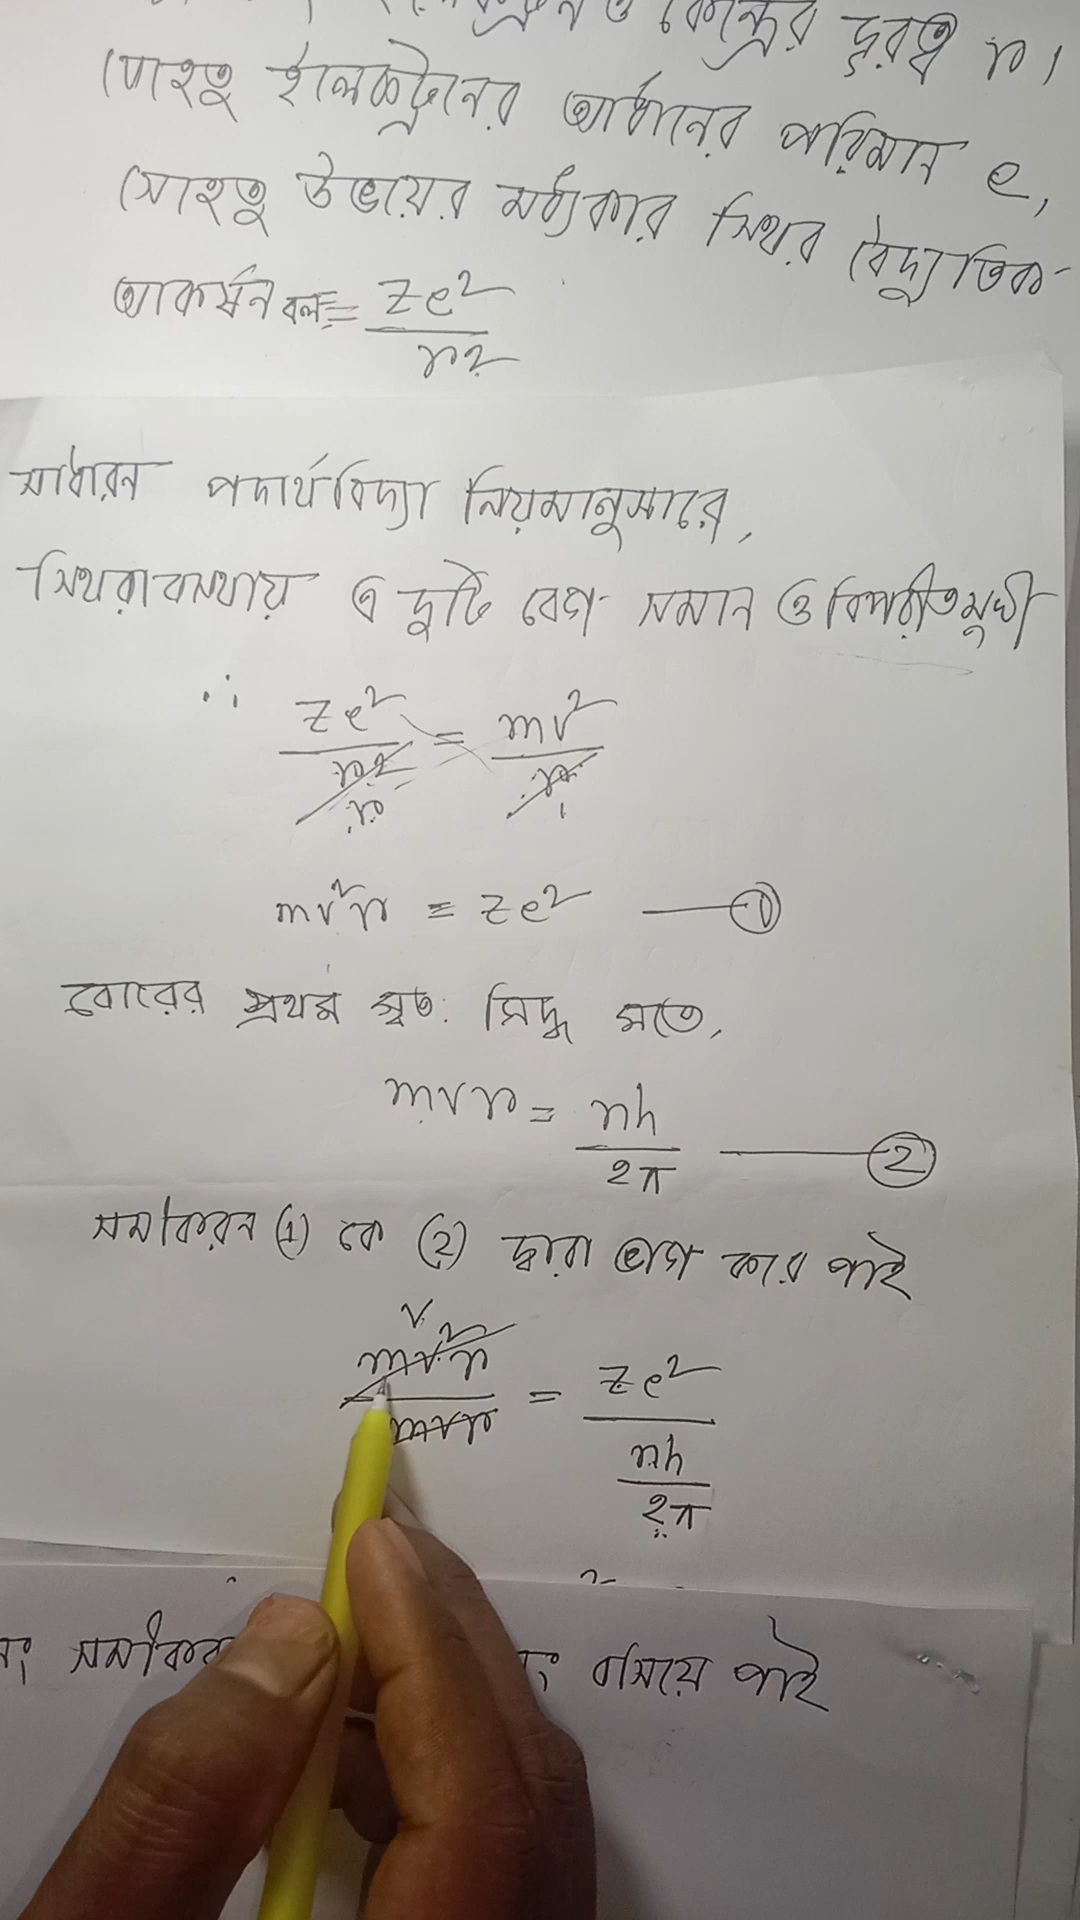 ও কেন্দ্রের দূরত্ব r।
যেহেতু ইলেকট্রনের আধানের পরিমান e,
সেহেতু উভয়ের মধ্যকার স্থির বৈদ্যুতিক
আকর্ষন বল = Ze²/r²
সাধারন পদার্থবিদ্যা নিয়মানুসারে,
স্থিরাবস্থায় এ দুটি বেগ সমান ও বিপরীতমুখী
∴ Ze²/r² = mv²/r
r 1
mv²r = Ze² —— ①
বোরের প্রথম স্বত: সিদ্ধ মতে,
mvr = nh/2π —— ②
সমীকরন (1) কে (2) দ্বারা ভাগ করে পাই
v
mv²r/mvr = Ze²/(nh/2π)
নং বসিয়ে পাই